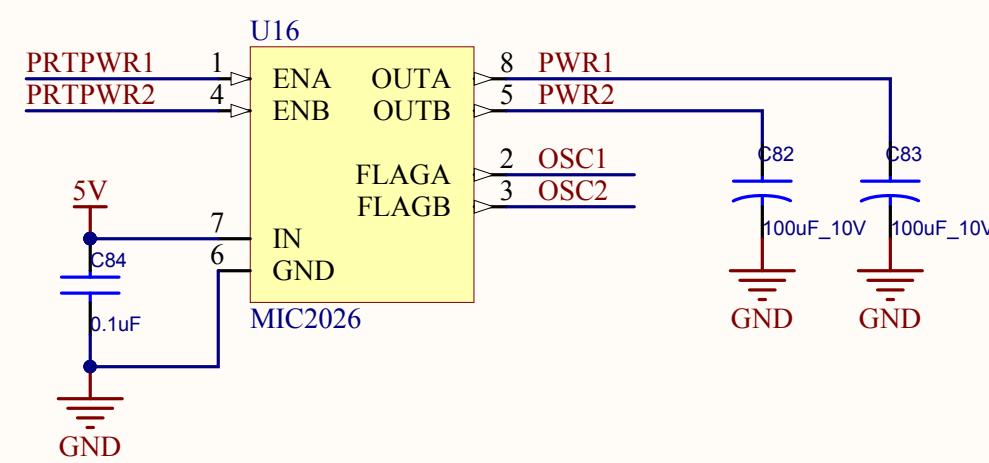 U16
PRTPWR1 1 ENA OUTA 8 PWR1
PRTPWR2 4 ENB OUTB 5 PWR2
C82 C83
FLAGA 2 OSC1
FLAGB 3 OSC2
5V
100uF_10V 100uF_10V
7 IN
C84
6 GND
0.1uF
MIC2026
GND GND
GND